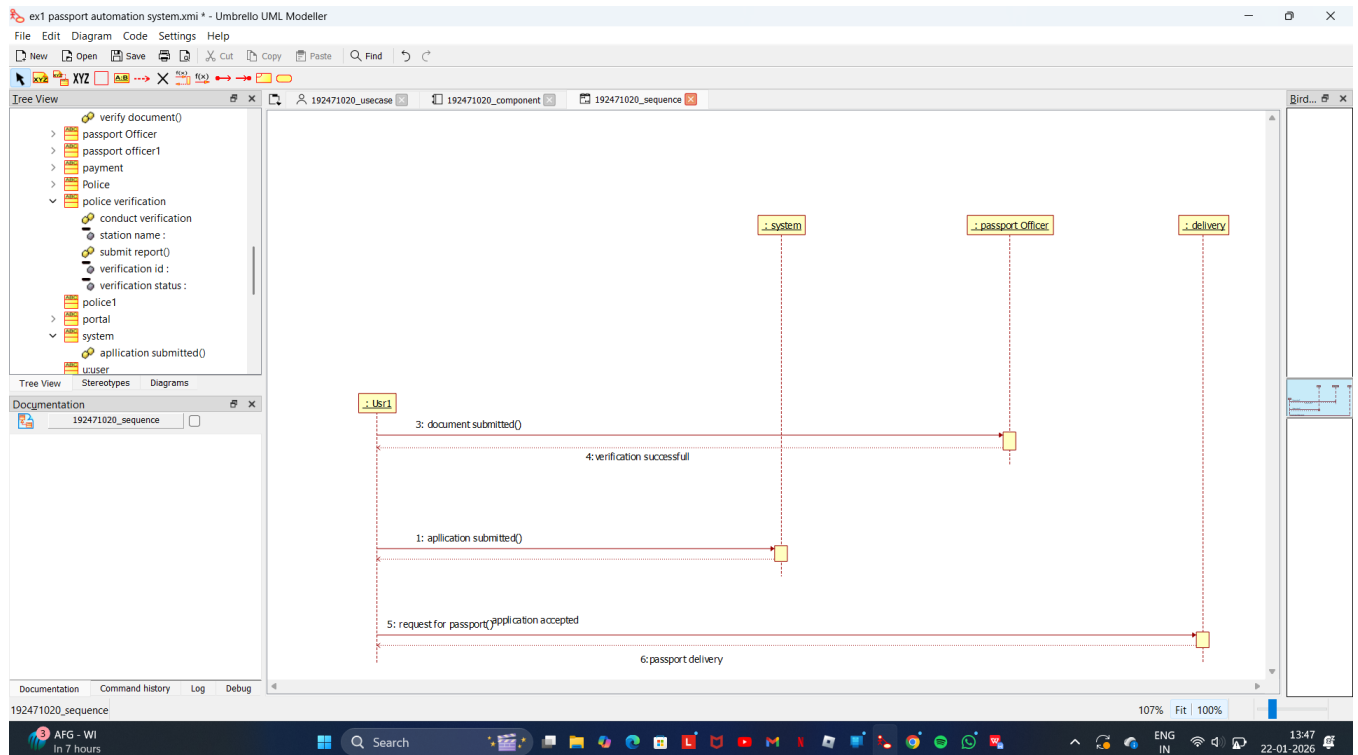 ex1 passport automation system.xmi * - Umbrello UML Modeller
File Edit Diagram Code Settings Help
New Open Save Cut Copy Paste Find
XYZ XYZ A:B f(x) f(x)
Tree View
verify document()
passport Officer
passport officer1
payment
Police
police verification
conduct verification
station name :
submit report()
verification id :
verification status :
police1
portal
system
apllication submitted()
u:user
Tree View Stereotypes Diagrams
Documentation
192471020_sequence
Documentation Command history Log Debug
192471020_usecase 192471020_component 192471020_sequence
: system : passport Officer : delivery
: Usr1
3: document submitted()
4:verification successfull
1: apllication submitted()
application accepted
5: request for passport()
6:passport delivery
Bird...
192471020_sequence
107% Fit 100%
3
AFG - WI
In 7 hours
Search
ENG
IN
13:47
22-01-2026